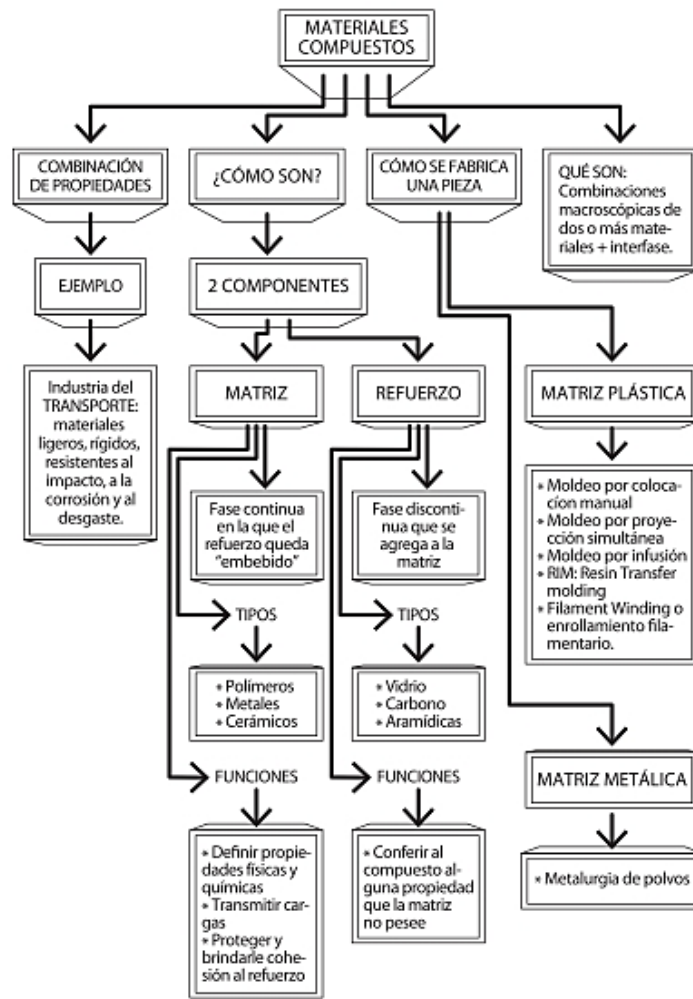 MATERIALES
COMPUESTOS
COMBINACIÓN
DE PROPIEDADES
¿CÓMO SON?
CÓMO SE FABRICA
UNA PIEZA
QUÉ SON:
Combinaciones
macroscópicas de
dos o más mate-
riales + interfase.
EJEMPLO
2 COMPONENTES
Industria del
TRANSPORTE:
materiales
ligeros, rígidos,
resistentes al
impacto, a la
corrosión y al
desgaste.
MATRIZ
REFUERZO
MATRIZ PLÁSTICA
Fase continua
en la que el
refuerzo queda
"embebido"
Fase disconti-
nua que se
agrega a la
matriz
* Moldeo por coloca-
cíon manual
* Moldeo por proye-
cción simultánea
* Moldeo por infusión
* RIM: Resin Transfer
molding
* Filament Winding o
enrollamiento fila-
mentario.
TIPOS
TIPOS
* Polímeros
* Metales
* Cerámicos
* Vidrio
* Carbono
* Aramídicas
MATRIZ METÁLICA
FUNCIONES
FUNCIONES
* Definir propie-
dades físicas y
químicas
* Transmitir car-
gas
* Proteger y
brindarle cohe-
sión al refuerzo
* Conferir al
compuesto al-
guna propiedad
que la matriz
no pesee
* Metalurgia de polvos